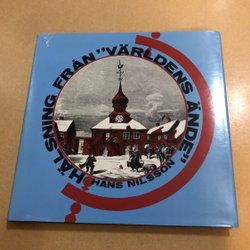 HÄLSNING FRÅN "VÄRLDENS ÄNDE"
HANS NILSSON